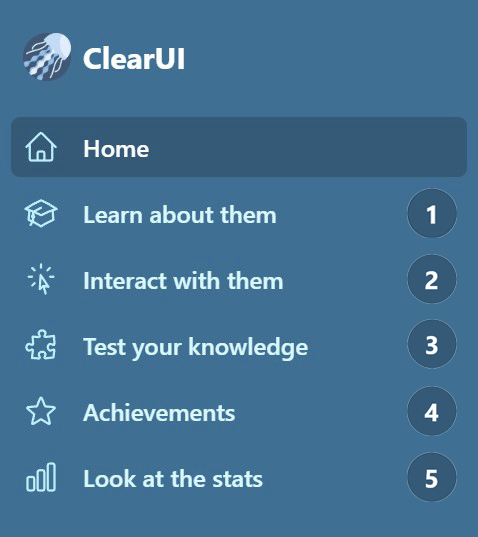 ClearUI
Home
Learn about them 1
Interact with them 2
Test your knowledge 3
Achievements 4
Look at the stats 5